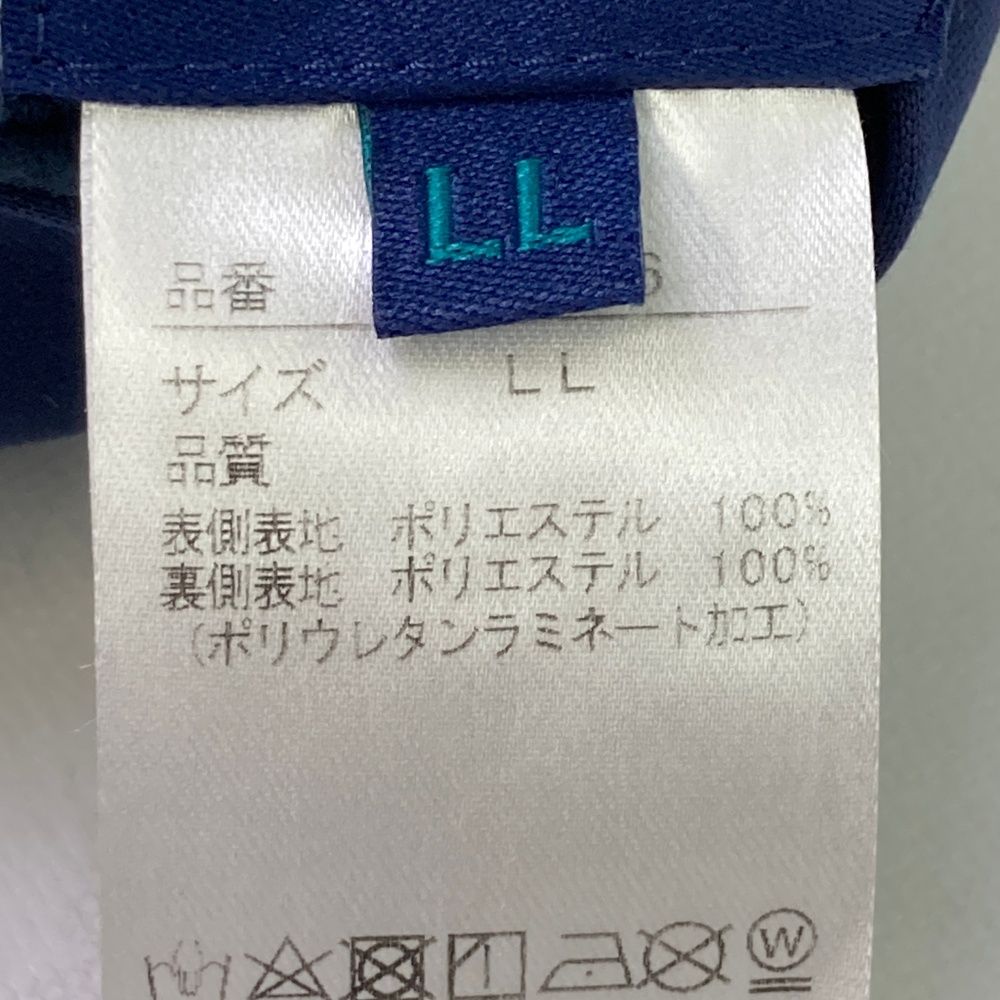 LL
品番
サイズ LL
品質
表側表地 ポリエステル 100%
裏側表地 ポリエステル 100%
(ポリウレタンラミネート加工)
W